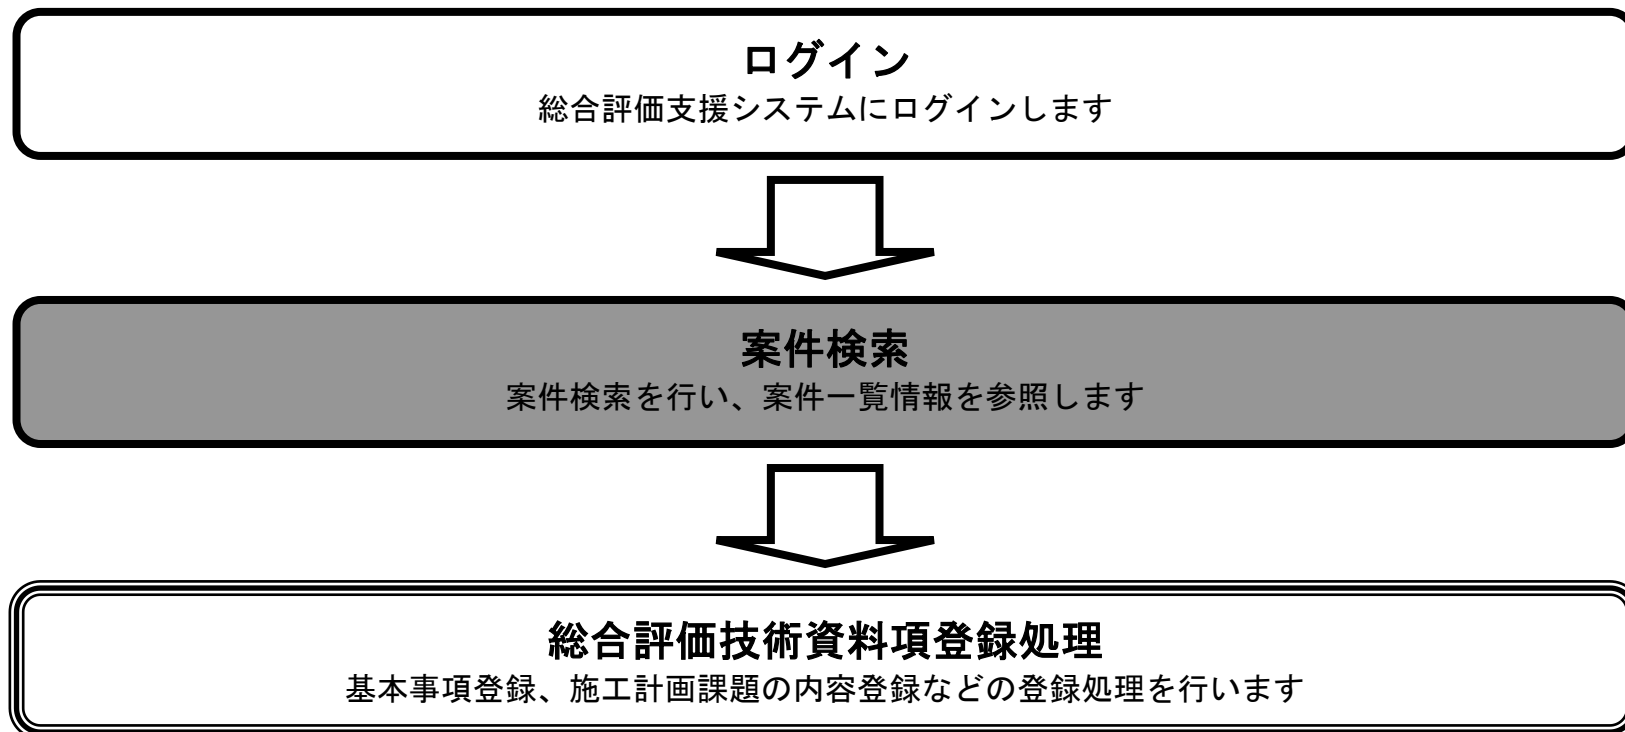 ログイン
総合評価支援システムにログインします
案件検索
案件検索を行い、案件一覧情報を参照します
総合評価技術資料項登録処理
基本事項登録、施工計画課題の内容登録などの登録処理を行います